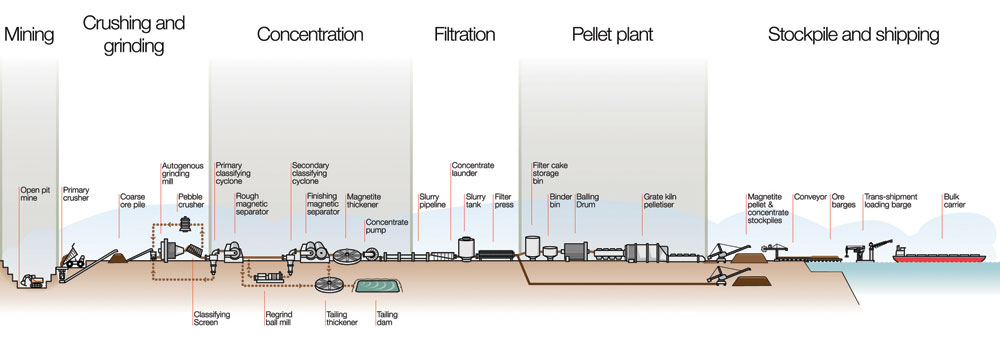 Mining
Crushing and
grinding
Concentration
Filtration
Pellet plant
Stockpile and shipping
Open pit
mine
Primary
crusher
Coarse
ore pile
Autogenous
grinding
mill
Pebble
crusher
Primary
classifying
cyclone
Rough
magnetic
separator
Secondary
classifying
cyclone
Finishing
magnetic
separator
Magnetite
thickener
Concentrate
pump
Slurry
pipeline
Concentrate
launder
Slurry
tank
Filter
press
Filter cake
storage
bin
Binder
bin
Balling
Drum
Grate kiln
pelletiser
Magnetite
pellet &
concentrate
stockpiles
Conveyor
Ore
barges
Trans-shipment
loading barge
Bulk
carrier
Classifying
Screen
Regrind
ball mill
Tailing
thickener
Tailing
dam